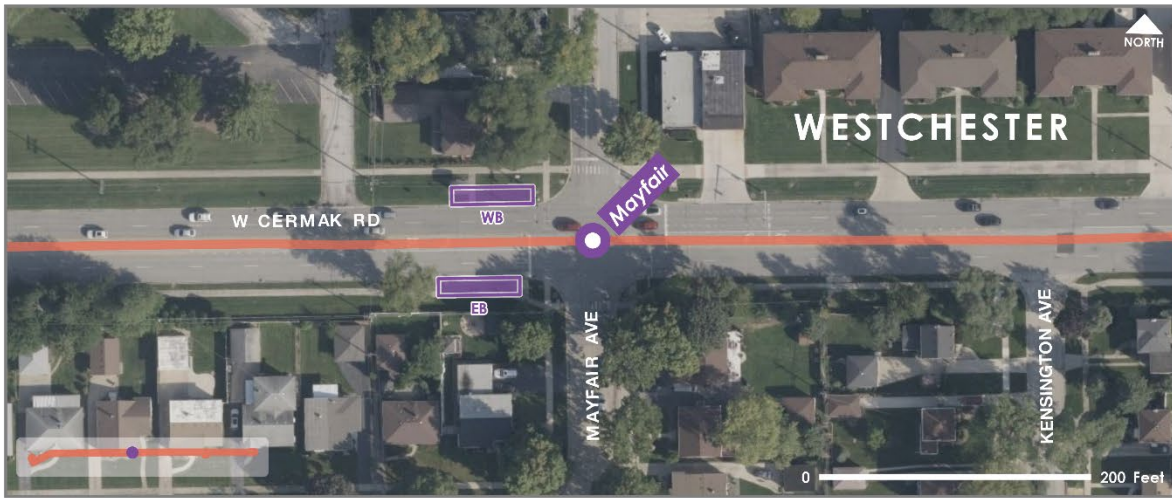 NORTH
WESTCHESTER
Mayfair
W CERMAK RD
WB
EB
MAYFAIR AVE
KENSINGTON AVE
0 200 Feet